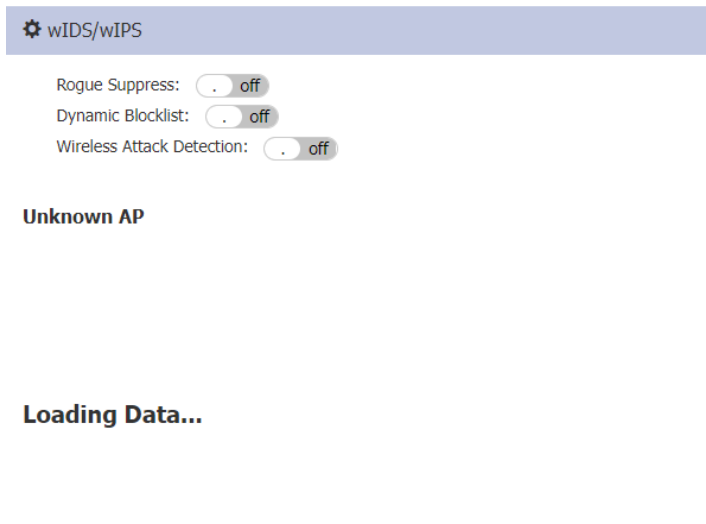 wIDS/wIPS
Rogue Suppress: . off
Dynamic Blocklist: . off
Wireless Attack Detection: . off
Unknown AP
Loading Data...